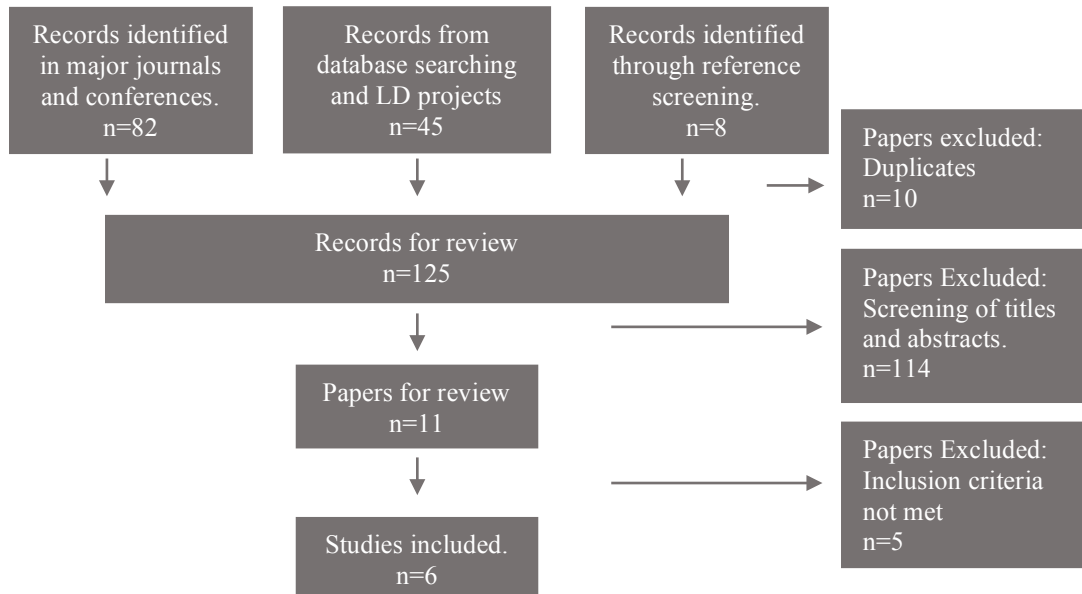 Records identified
in major journals
and conferences.
n=82
Records from
database searching
and LD projects
n=45
Records identified
through reference
screening.
n=8
Papers excluded:
Duplicates
n=10
Records for review
n=125
Papers Excluded:
Screening of titles
and abstracts.
n=114
Papers for review
n=11
Papers Excluded:
Inclusion criteria
not met
n=5
Studies included.
n=6